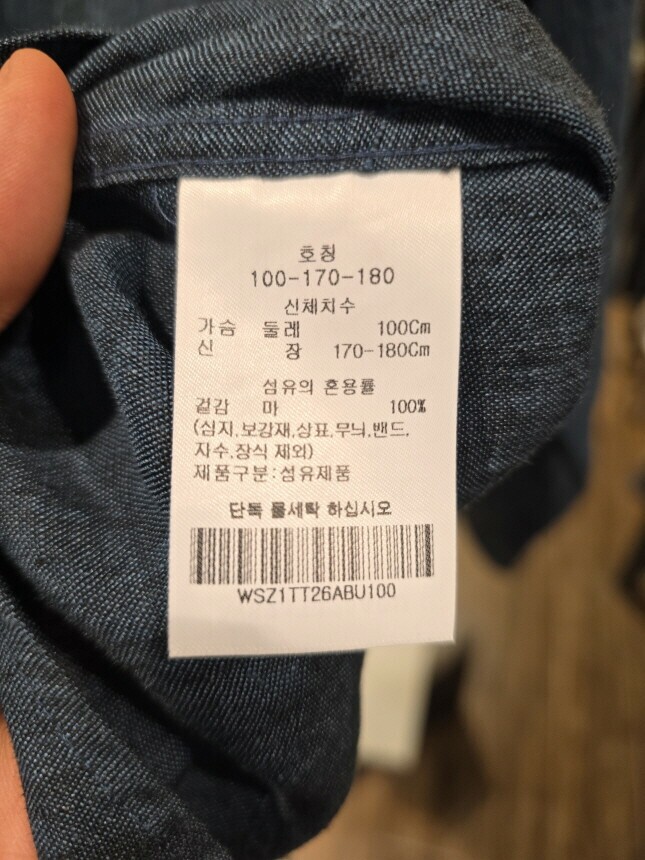 호칭
100-170-180
신체치수
가슴 둘레 100Cm
신 장 170-180Cm
섬유의 혼용률
겉감 마 100%
(심지,보강재,상표,무늬,밴드,
자수,장식 제외)
제품구분:섬유제품
단독 물세탁 하십시오
WSZ1TT26ABU100